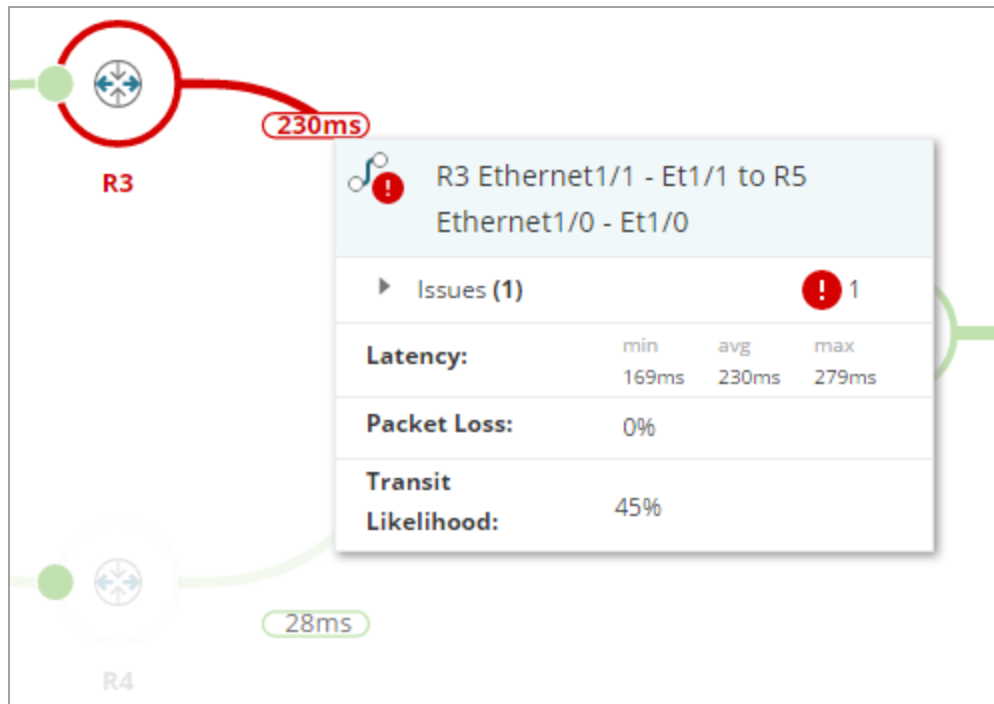 R3
230ms
R3 Ethernet1/1 - Et1/1 to R5
Ethernet1/0 - Et1/0
Issues (1)
! 1
Latency:
min avg max
169ms 230ms 279ms
Packet Loss: 0%
Transit
Likelihood:
45%
28ms
R4